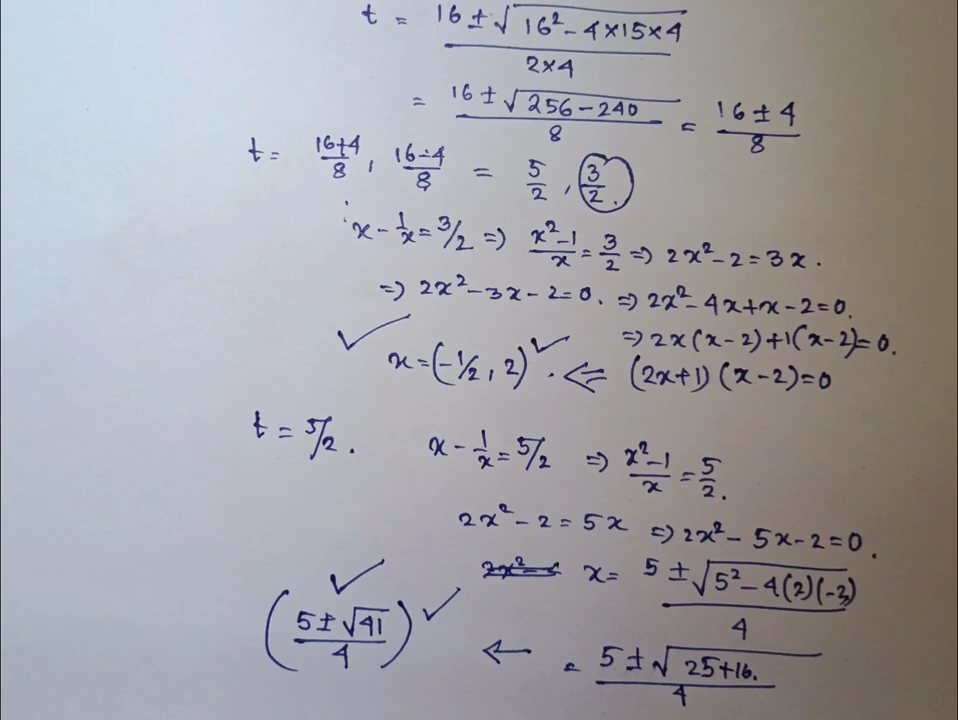 t = (16 ± √(16² - 4×15×4))/(2×4)
= (16 ± √(256 - 240))/8 = (16 ± 4)/8
t = (16+4)/8, (16-4)/8 = 5/2, 3/2.
x - 1/x = 3/2 => (x²-1)/x = 3/2 => 2x² - 2 = 3x.
=> 2x² - 3x - 2 = 0. => 2x² - 4x + x - 2 = 0.
=> 2x(x-2) + 1(x-2) = 0.
✓ x = (-1/2, 2) ✓ . <= (2x+1)(x-2) = 0
t = 5/2. x - 1/x = 5/2 => (x²-1)/x = 5/2.
2x² - 2 = 5x => 2x² - 5x - 2 = 0.
x = (5 ± √(5² - 4(2)(-2)))/4
✓ ((5 ± √41)/4) ✓ ← = (5 ± √(25+16.))/4